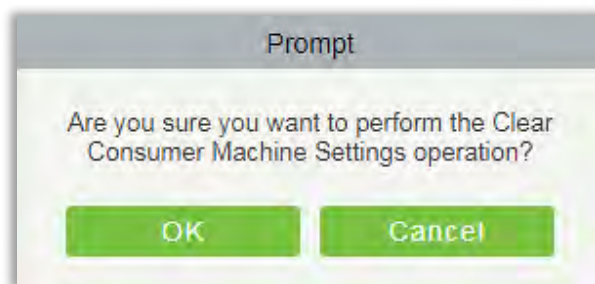 Prompt
Are you sure you want to perform the Clear
Consumer Machine Settings operation?
OK
Cancel